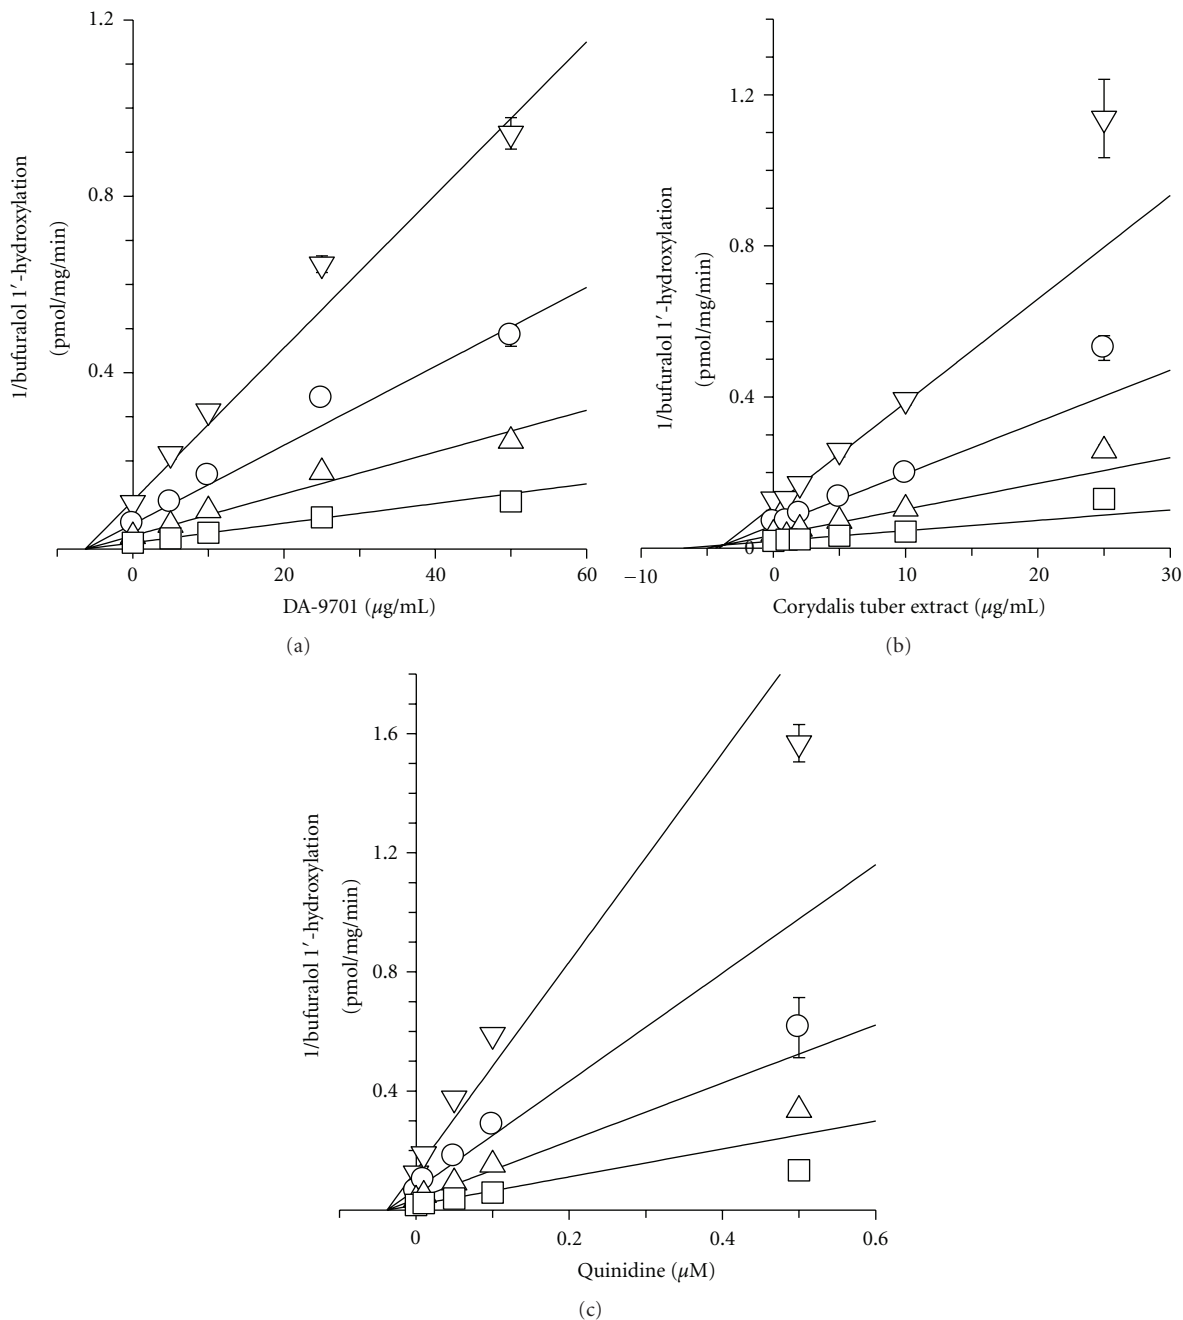 1.2
0.8
0.4
1/bufuralol 1′-hydroxylation
(pmol/mg/min)
0
20
40
60
DA-9701 (μg/mL)
(a)
1.2
0.8
0.4
0
1/bufuralol 1′-hydroxylation
(pmol/mg/min)
−10
0
10
20
30
Corydalis tuber extract (μg/mL)
(b)
1.6
1.2
0.8
0.4
1/bufuralol 1′-hydroxylation
(pmol/mg/min)
0
0.2
0.4
0.6
Quinidine (μM)
(c)